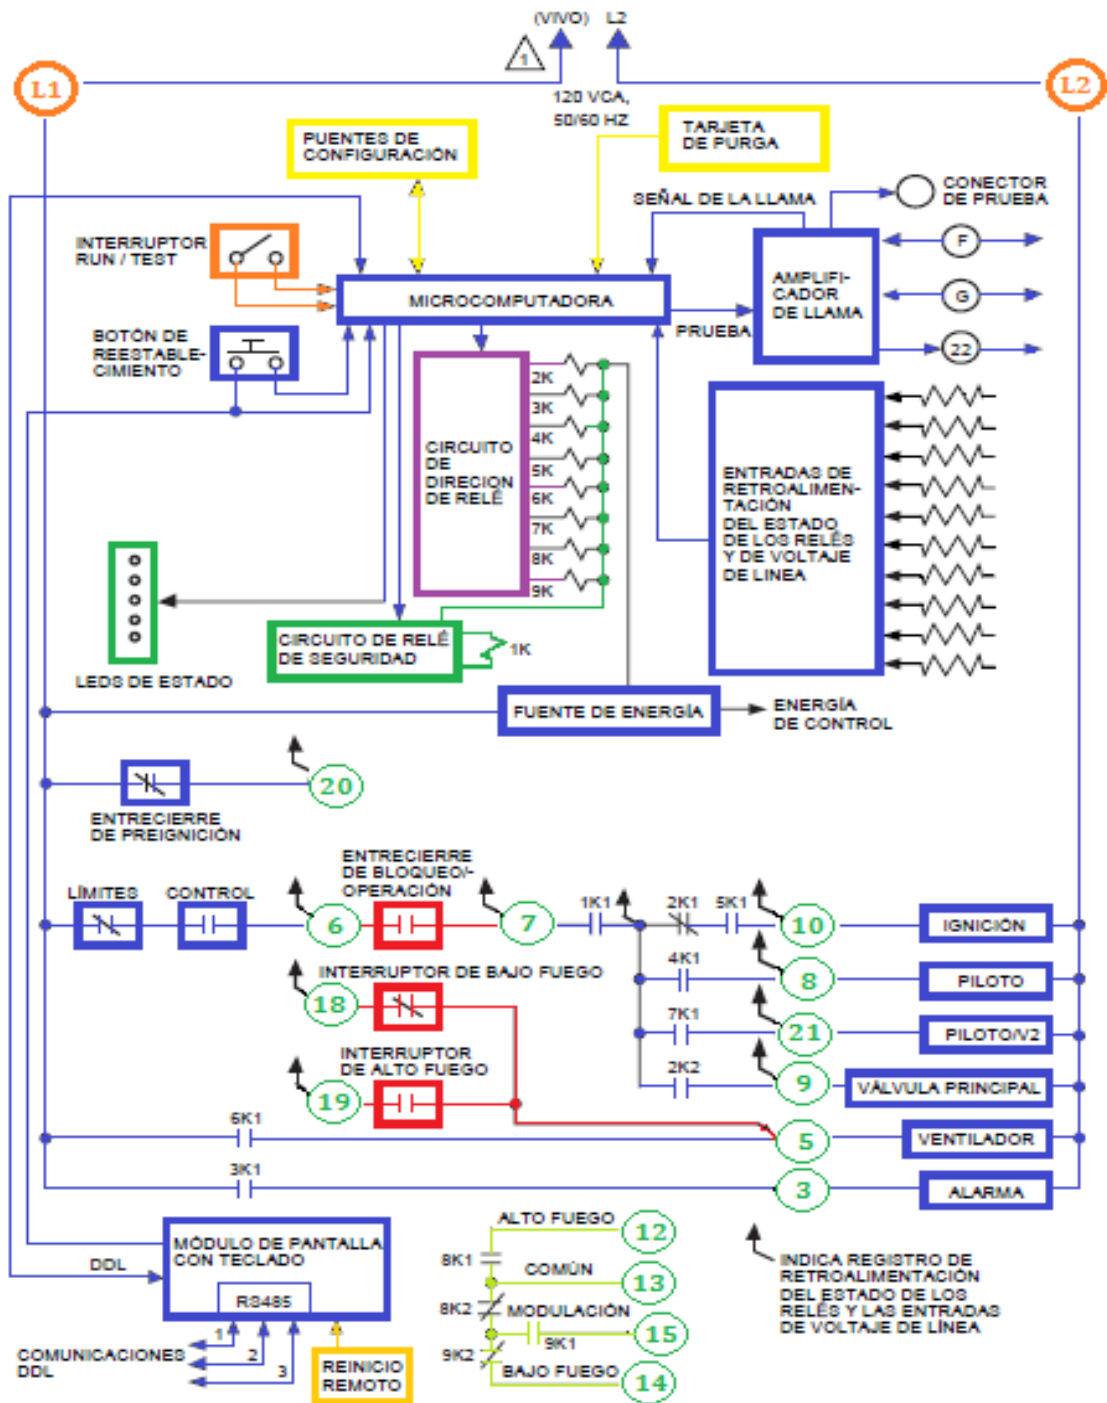 (VIVO) L2
1
L1
L2
120 VCA,
50/60 HZ
PUENTES DE
CONFIGURACIÓN
TARJETA
DE PURGA
SEÑAL DE LA LLAMA
CONECTOR
DE PRUEBA
INTERRUPTOR
RUN / TEST
MICROCOMPUTADORA
AMPLIFI-
CADOR
DE LLAMA
F
G
22
PRUEBA
BOTÓN DE
REESTABLE-
CIMIENTO
CIRCUITO
DE
DIRECION
DE RELÉ
2K
3K
4K
5K
6K
7K
8K
9K
ENTRADAS DE
RETROALIMEN-
TACIÓN
DEL ESTADO
DE LOS RELÉS
Y DE VOLTAJE
DE LINEA
LEDS DE ESTADO
CIRCUITO DE RELÉ
DE SEGURIDAD
1K
FUENTE DE ENERGÍA
ENERGÍA
DE CONTROL
20
ENTRECIERRE
DE PREIGNICIÓN
LÍMITES
CONTROL
6
ENTRECIERRE
DE BLOQUEO/-
OPERACIÓN
7
1K1
2K1
5K1
10
IGNICIÓN
INTERRUPTOR DE BAJO FUEGO
18
4K1
8
PILOTO
7K1
21
PILOTO/V2
INTERRUPTOR
DE ALTO FUEGO
19
2K2
9
VÁLVULA PRINCIPAL
6K1
5
VENTILADOR
3K1
3
ALARMA
DDL
MÓDULO DE PANTALLA
CON TECLADO
RS485
1
2
3
COMUNICACIONES
DDL
REINICIO
REMOTO
ALTO FUEGO
12
8K1
COMÚN
13
8K2
MODULACIÓN
15
9K1
9K2
BAJO FUEGO
14
INDICA REGISTRO DE
RETROALIMENTACIÓN
DEL ESTADO DE LOS
RELÉS Y LAS ENTRADAS
DE VOLTAJE DE LÍNEA